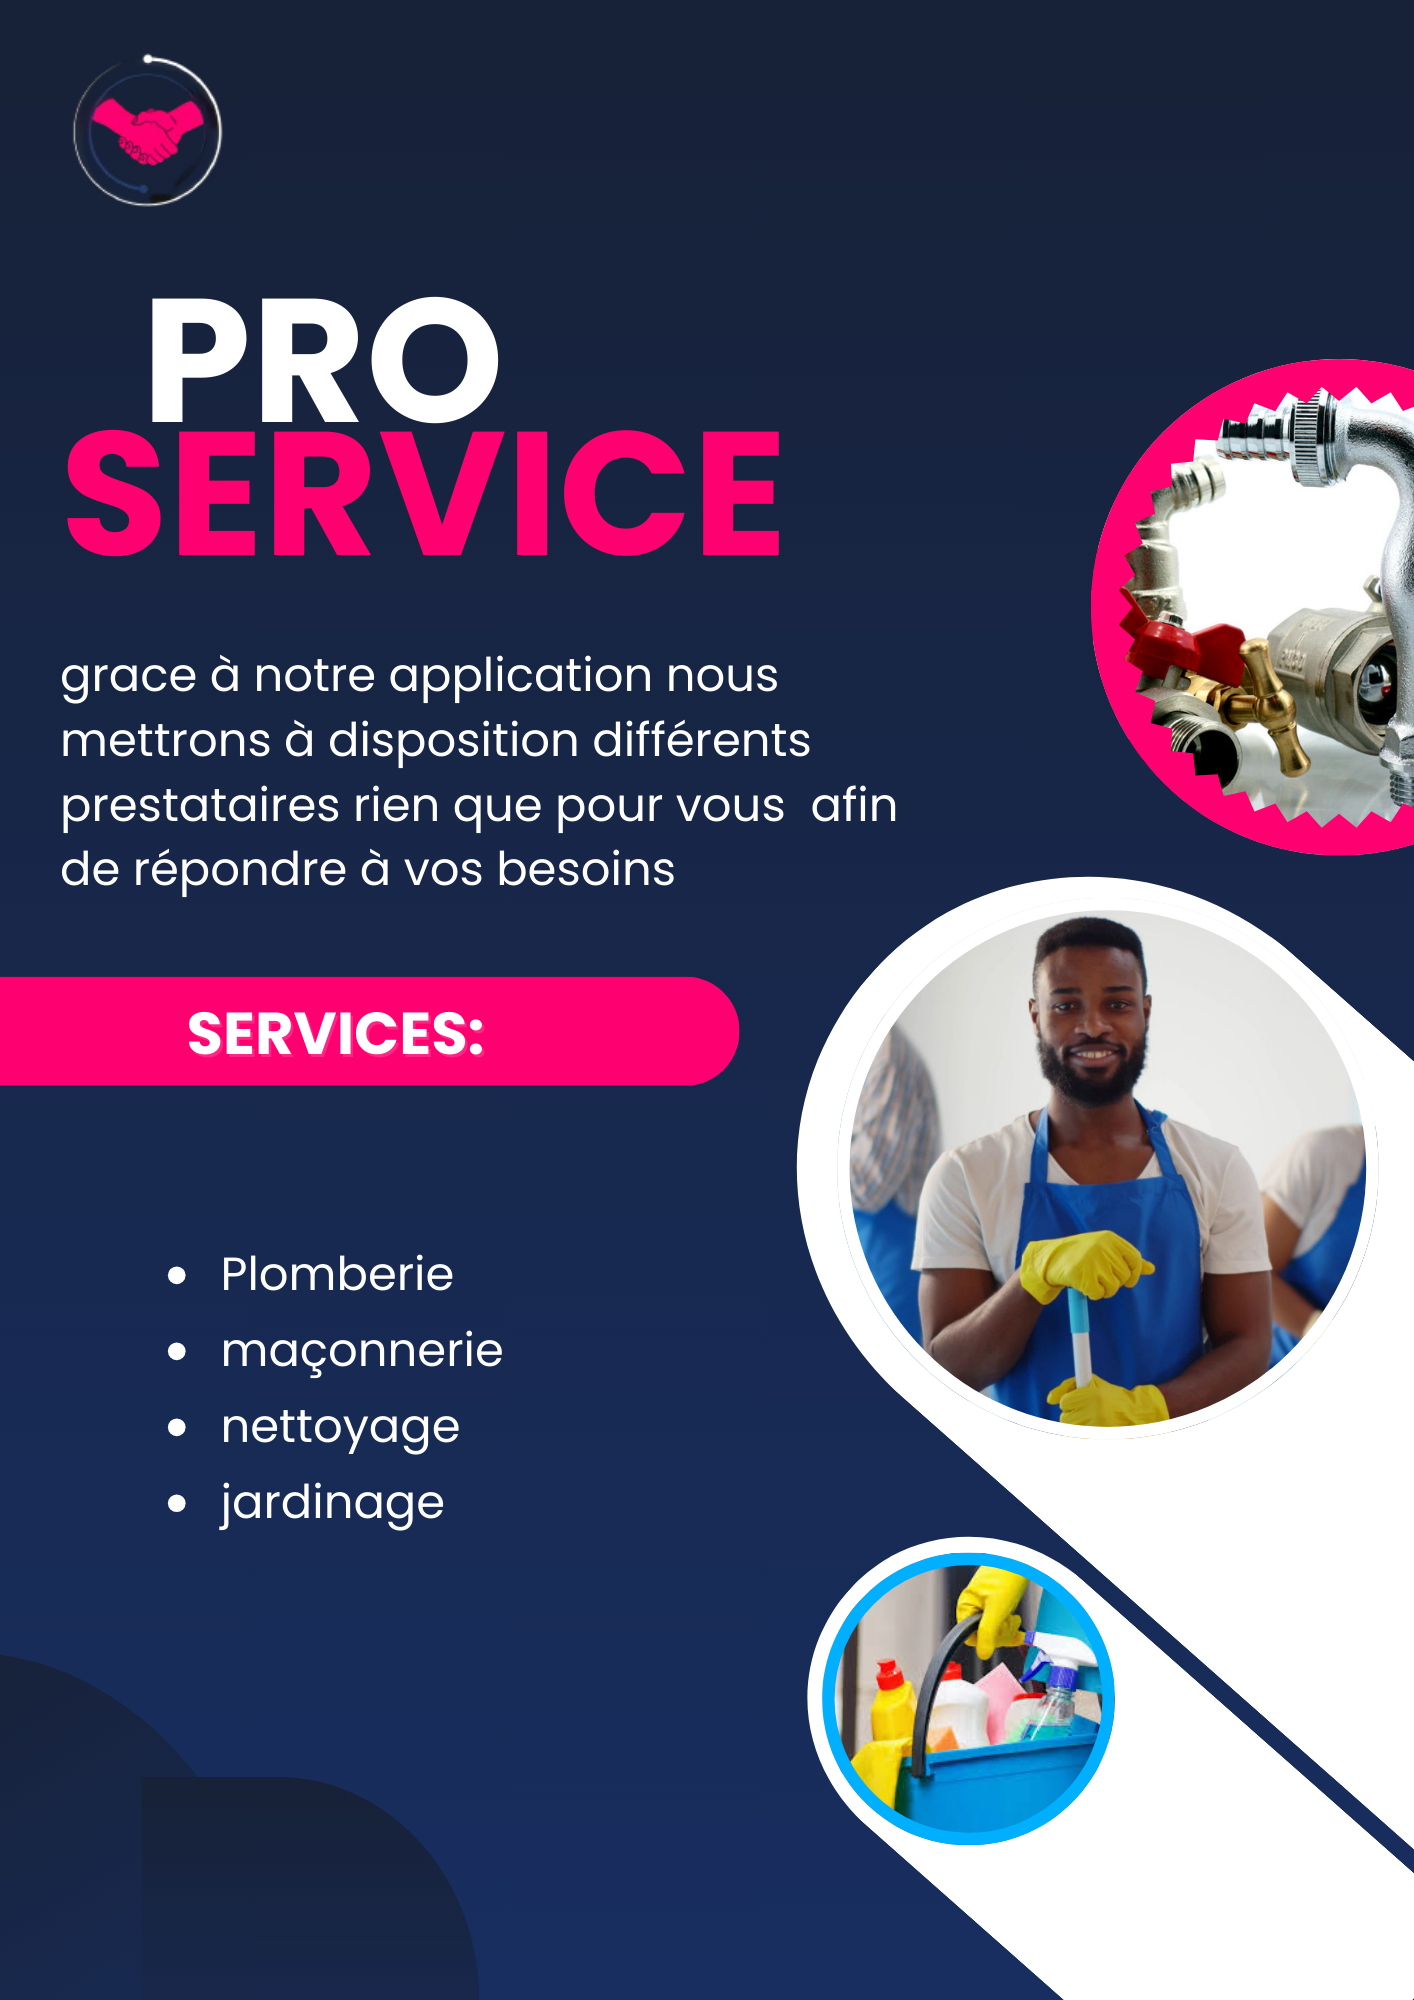 PRO
SERVICE
grace à notre application nous
mettrons à disposition différents
prestataires rien que pour vous  afin
de répondre à vos besoins
SERVICES:
• Plomberie
• maçonnerie
• nettoyage
• jardinage